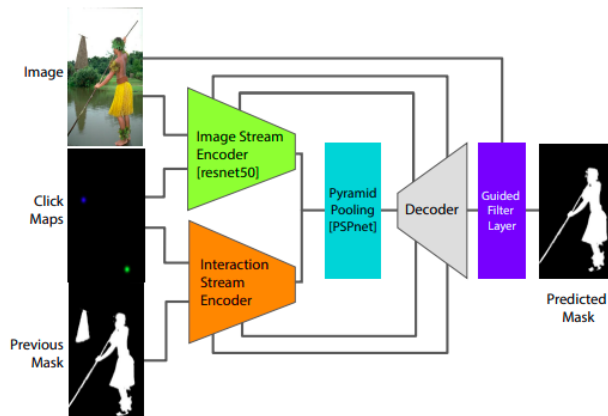 Image
Image Stream
Encoder
[resnet50]
Click
Maps
Pyramid
Pooling
[PSPnet]
Decoder
Guided
Filter
Layer
Interaction
Stream
Encoder
Previous
Mask
Predicted
Mask